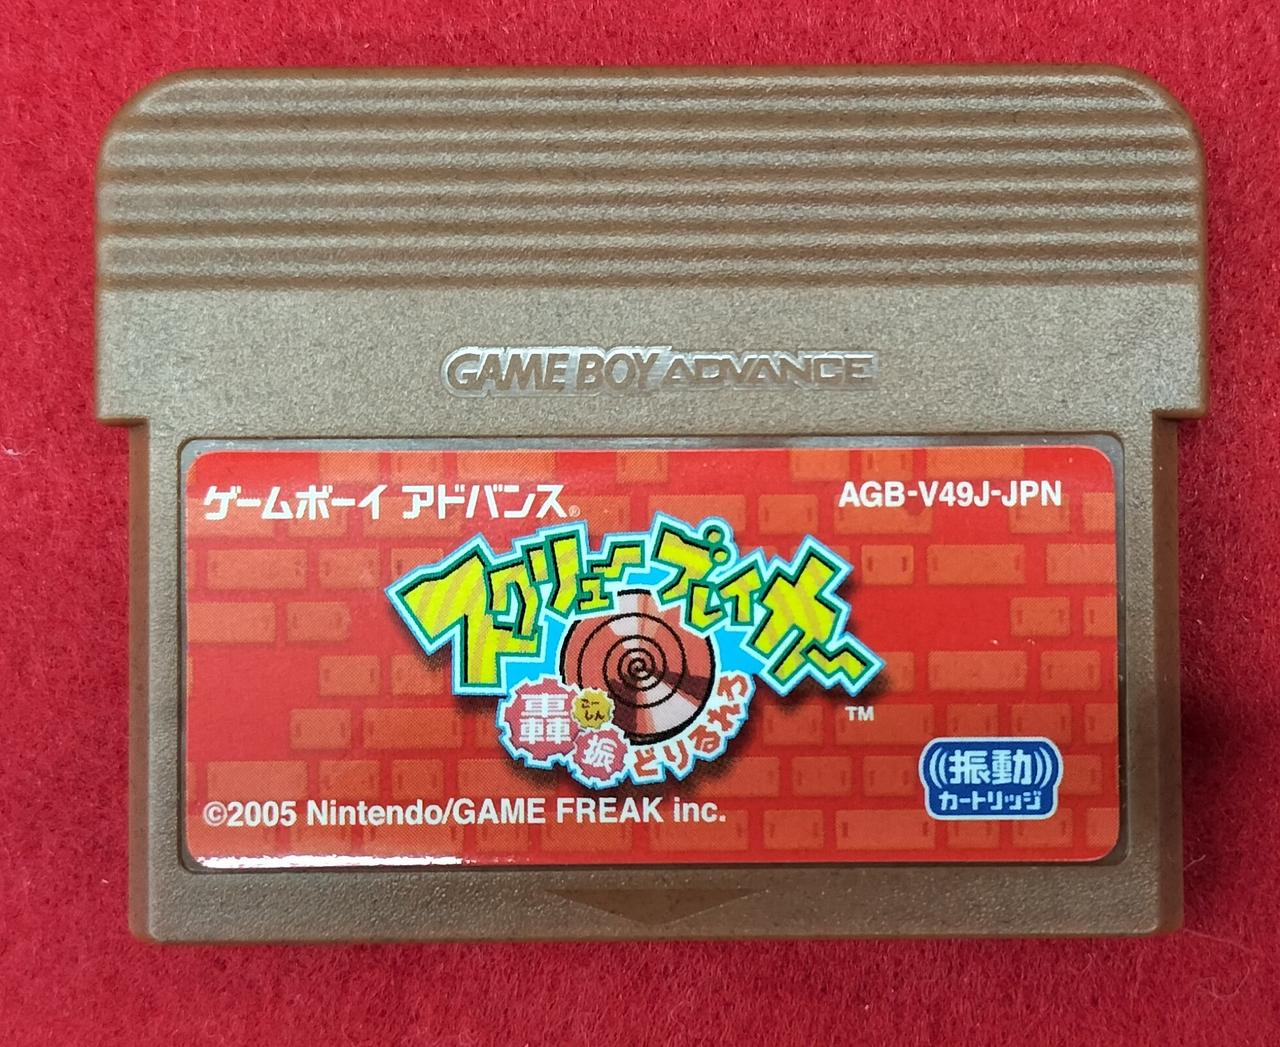 GAME BOY ADVANCE
ゲームボーイ アドバンス®
AGB-V49J-JPN
スクリューブレイカー
轟 ごーしん 振 どりるれろ
TM
振動
カートリッジ
©2005 Nintendo/GAME FREAK inc.